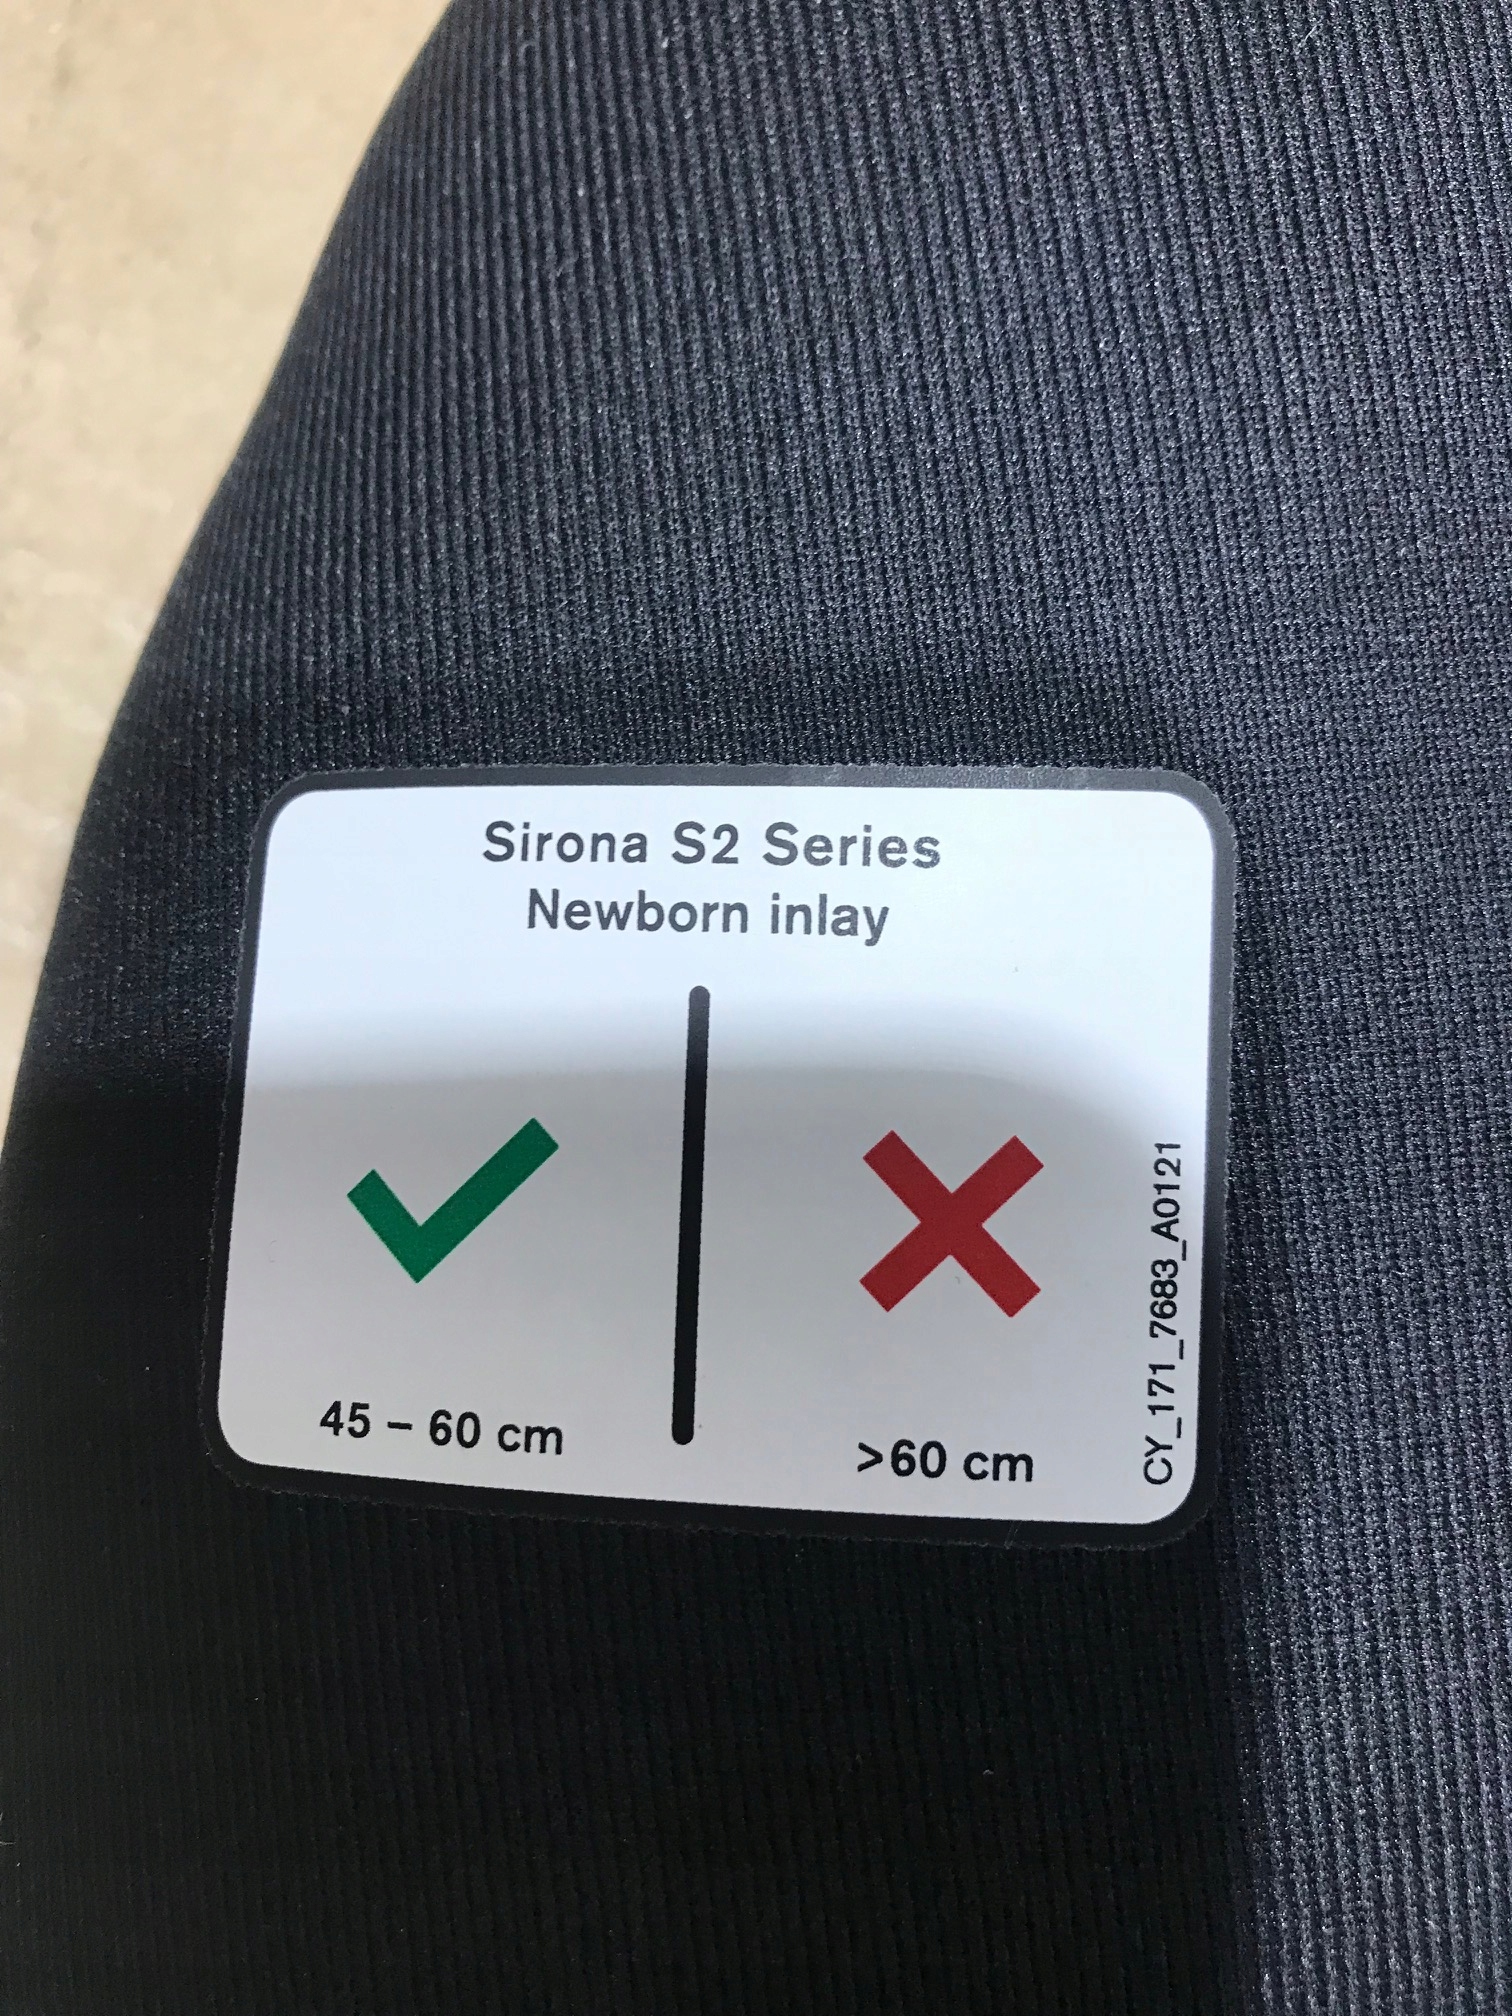 Sirona S2 Series
Newborn inlay
45 – 60 cm
>60 cm
CY_171_7683_A0121